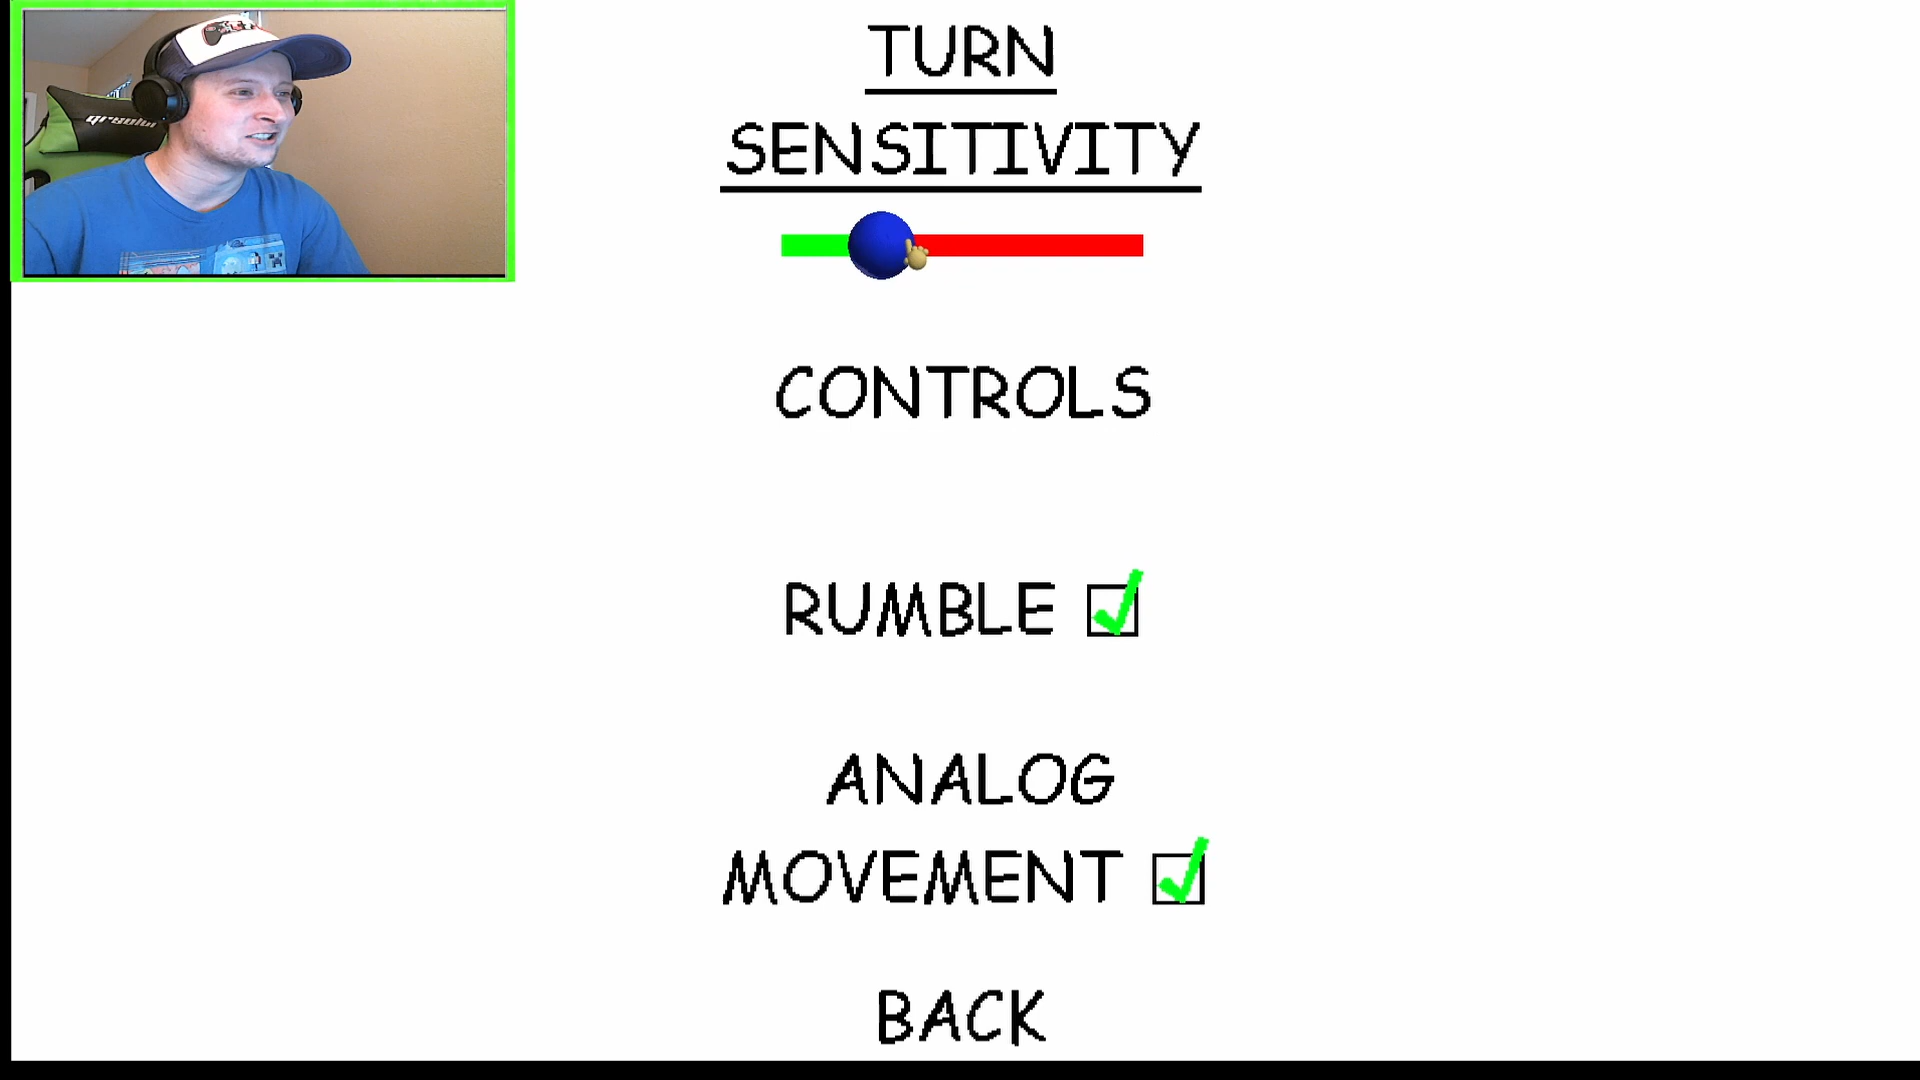 TURN
SENSITIVITY
CONTROLS
RUMBLE
ANALOG
MOVEMENT
BACK